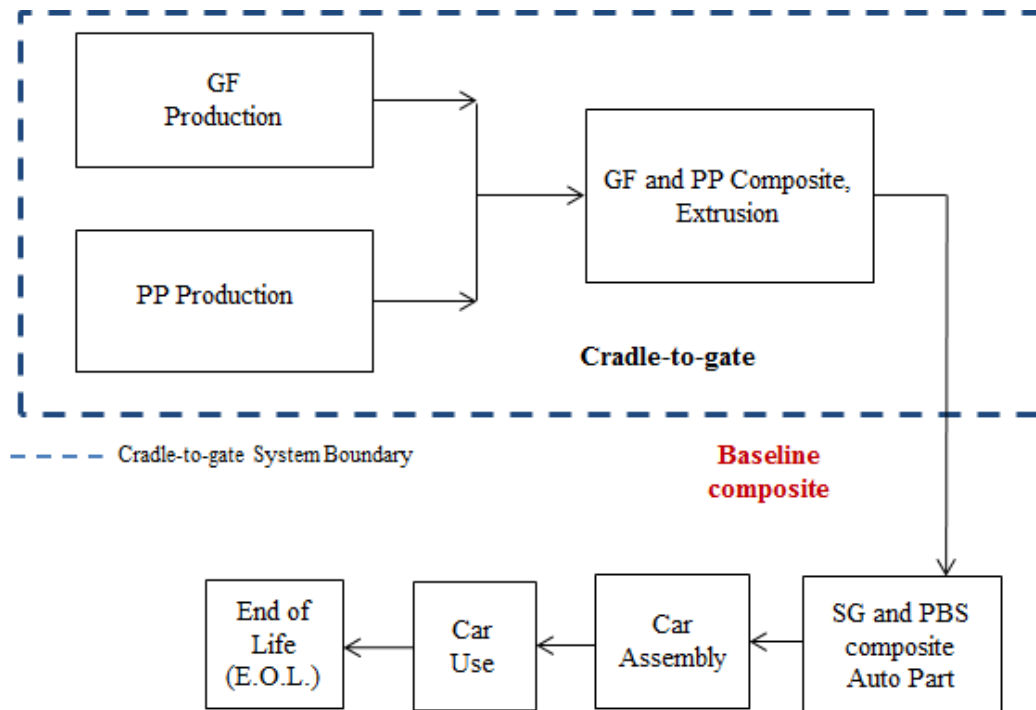 GF
Production
GF and PP Composite,
Extrusion
PP Production
Cradle-to-gate
Cradle-to-gate System Boundary
Baseline
composite
End of
Life
(E.O.L.)
Car
Use
Car
Assembly
SG and PBS
composite
Auto Part